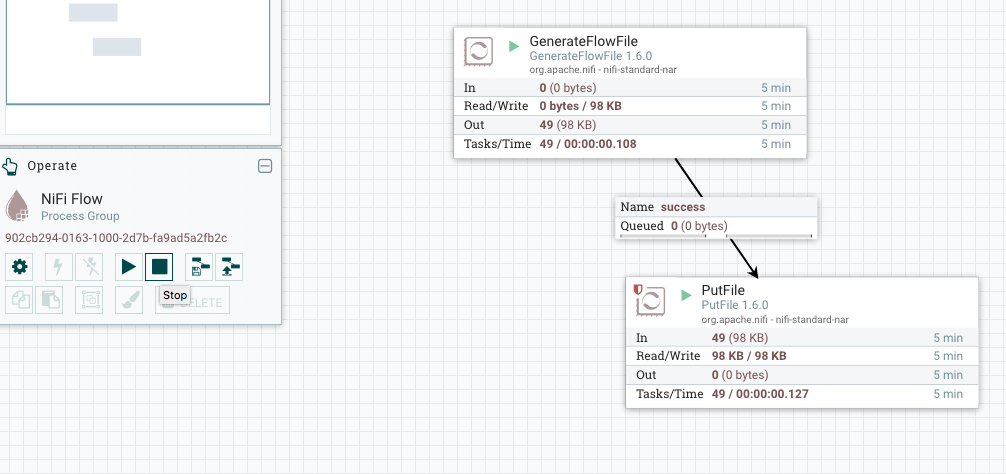 GenerateFlowFile
GenerateFlowFile 1.6.0
org.apache.nifi - nifi-standard-nar
In 0 (0 bytes) 5 min
Read/Write 0 bytes / 98 KB 5 min
Out 49 (98 KB) 5 min
Tasks/Time 49 / 00:00:00.108 5 min
Operate
NiFi Flow
Process Group
902cb294-0163-1000-2d7b-fa9ad5a2fb2c
Stop
Name success
Queued 0 (0 bytes)
PutFile
PutFile 1.6.0
org.apache.nifi - nifi-standard-nar
In 49 (98 KB) 5 min
Read/Write 98 KB / 98 KB 5 min
Out 0 (0 bytes) 5 min
Tasks/Time 49 / 00:00:00.127 5 min